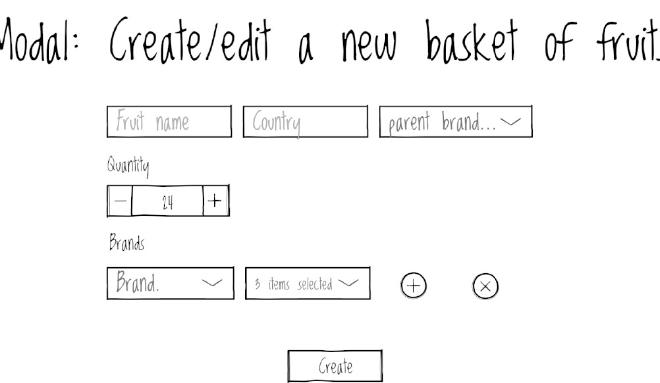 Modal: Create/edit a new basket of fruits
Fruit name Country parent brand...
Quantity
− 24 +
Brands
Brand. 3 items selected
Create